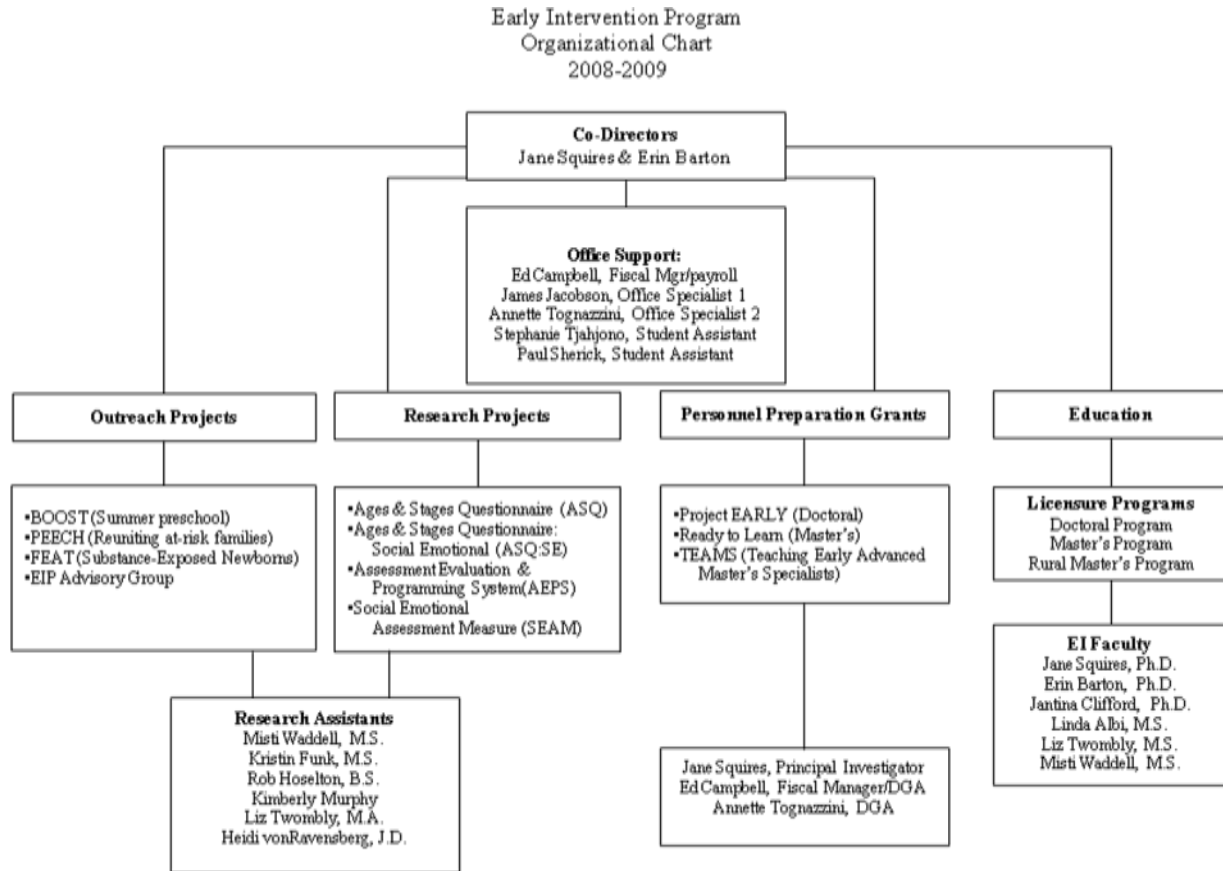 Early Intervention Program
Organizational Chart
2008-2009
Co-Directors
Jane Squires & Erin Barton
Office Support:
Ed Campbell, Fiscal Mgr/payroll
James Jacobson, Office Specialist 1
Annette Tognazzini, Office Specialist 2
Stephanie Tjahjono, Student Assistant
Paul Sherick, Student Assistant
Outreach Projects
•BOOST (Summer preschool)
•PEECH (Reuniting at-risk families)
•FEAT (Substance-Exposed Newborns)
•EIP Advisory Group
Research Projects
•Ages & Stages Questionnaire (ASQ)
•Ages & Stages Questionnaire:
Social Emotional (ASQ:SE)
•Assessment Evaluation &
Programming System(AEPS)
•Social Emotional
Assessment Measure (SEAM)
Research Assistants
Misti Waddell, M.S.
Kristin Funk, M.S.
Rob Hoselton, B.S.
Kimberly Murphy
Liz Twombly, M.A.
Heidi vonRavensberg, J.D.
Personnel Preparation Grants
•Project EARLY (Doctoral)
•Ready to Learn (Master's)
•TEAMS (Teaching Early Advanced
Master's Specialists)
Jane Squires, Principal Investigator
Ed Campbell, Fiscal Manager/DGA
Annette Tognazzini, DGA
Education
Licensure Programs
Doctoral Program
Master's Program
Rural Master's Program
EI Faculty
Jane Squires, Ph.D.
Erin Barton, Ph.D.
Jantina Clifford, Ph.D.
Linda Albi, M.S.
Liz Twombly, M.S.
Misti Waddell, M.S.